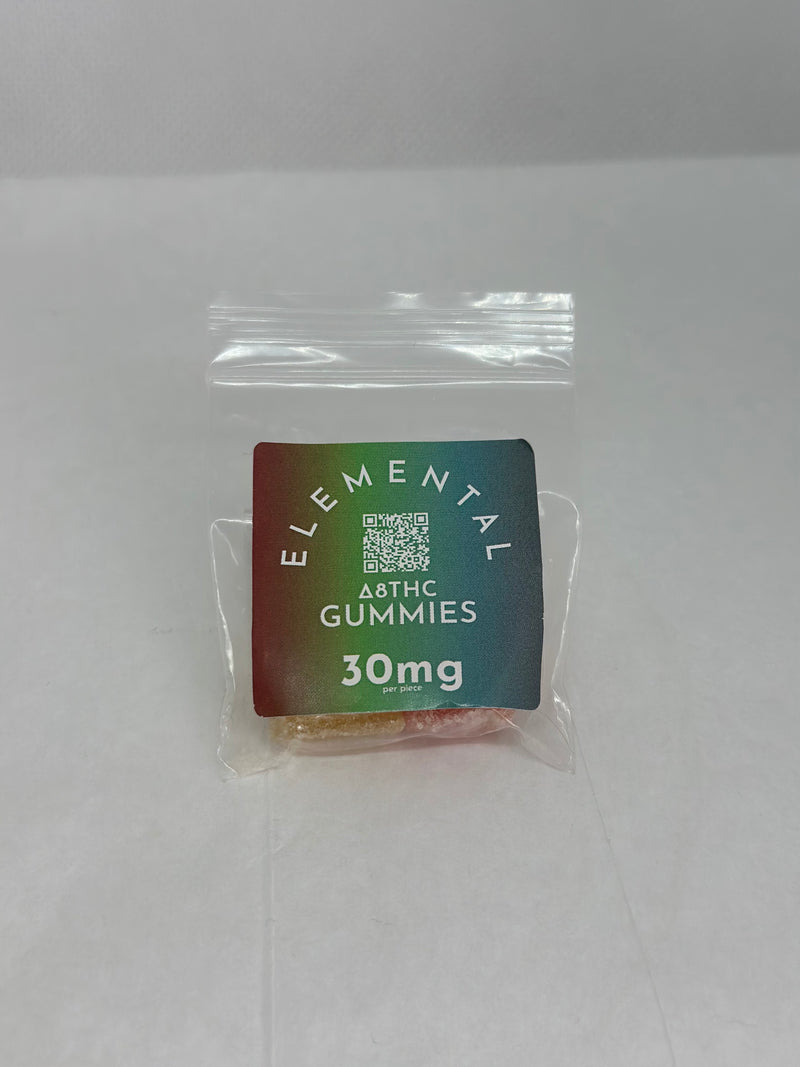 ELEMENTAL
Δ8THC
GUMMIES
30mg
per piece